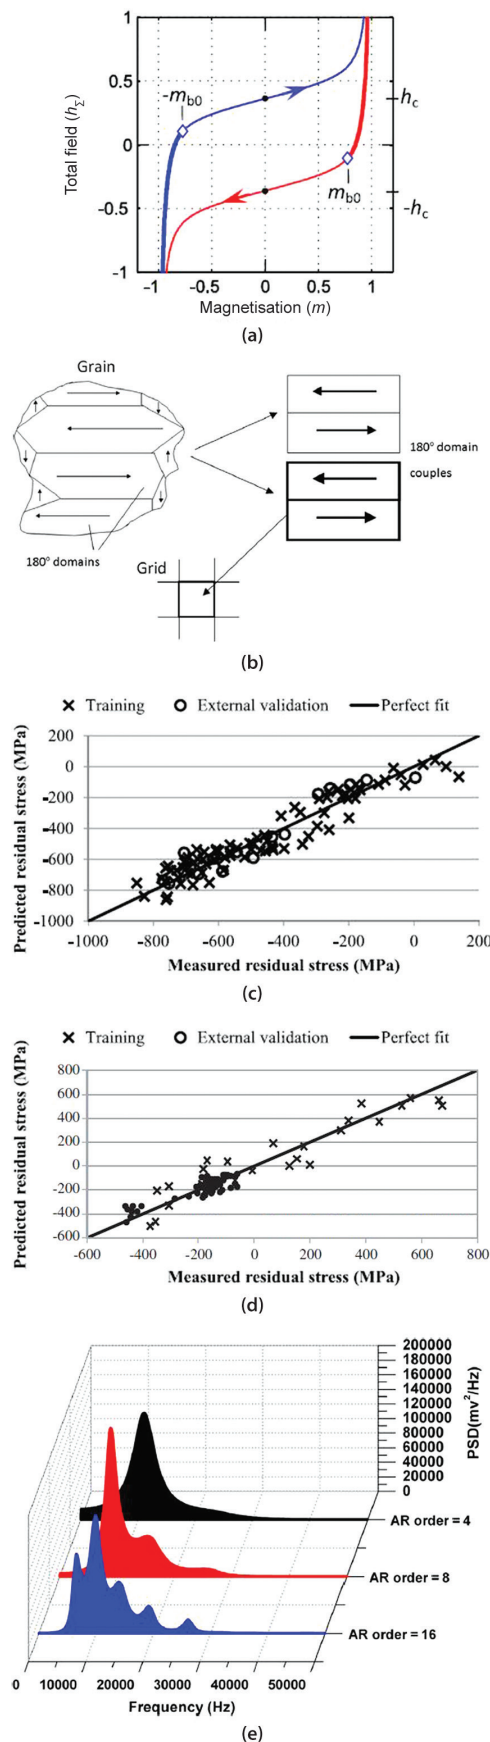 (a)
1
0.5
0
-0.5
-1
Total field (hΣ)
-mb0
mb0
hc
-hc
-1
-0.5
0
0.5
1
Magnetisation (m)
(a)
Grain
180° domain
couples
180° domains
Grid
(b)
Training
External validation
Perfect fit
Predicted residual stress (MPa)
200
0
-200
-400
-600
-800
-1000
-1000
-800
-600
-400
-200
0
200
Measured residual stress (MPa)
(c)
Training
External validation
Perfect fit
Predicted residual stress (MPa)
800
600
400
200
0
-200
-400
-600
-600
-400
-200
0
200
400
600
800
Measured residual stress (MPa)
(d)
200000
180000
160000
140000
120000
100000
80000
60000
40000
20000
0
PSD(mv²/Hz)
AR order = 4
AR order = 8
AR order = 16
0
10000
20000
30000
40000
50000
Frequency (Hz)
(e)